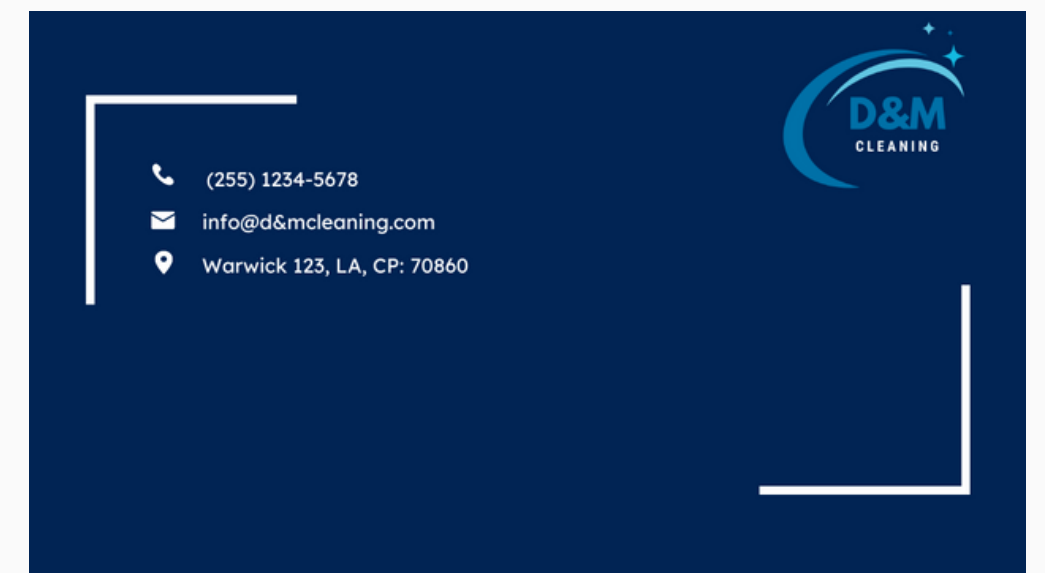 D&M
CLEANING
(255) 1234-5678
info@d&mcleaning.com
Warwick 123, LA, CP: 70860